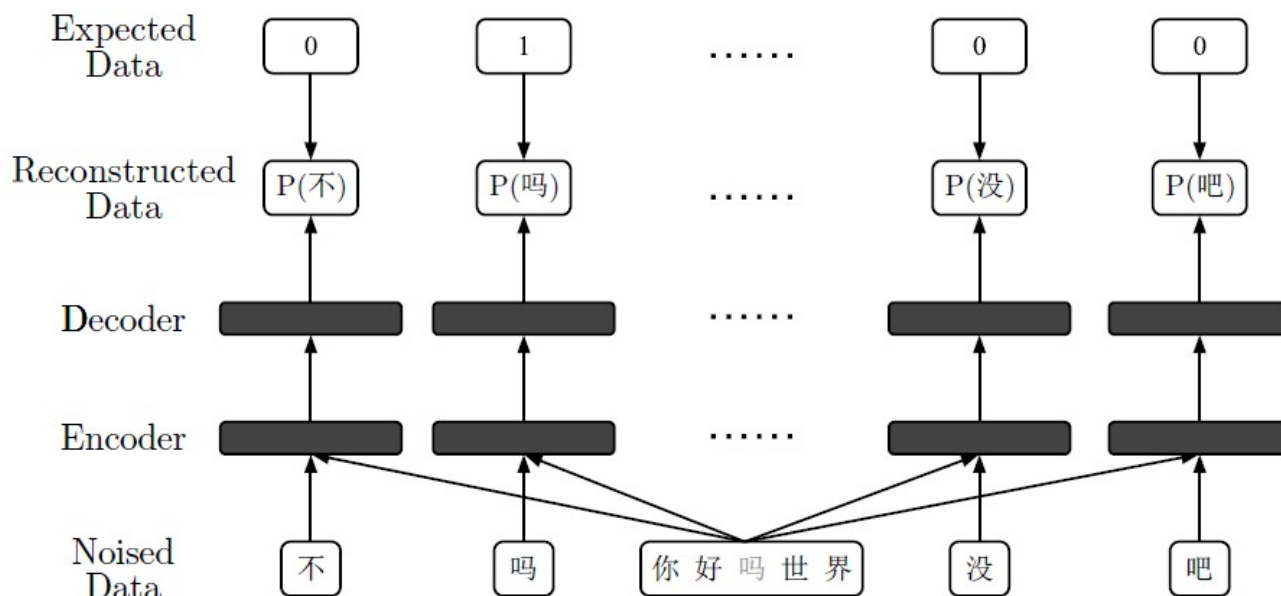 Expected
Data
0
1
......
0
0
Reconstructed
Data
P(不)
P(吗)
......
P(没)
P(吧)
Decoder
......
Encoder
......
Noised
Data
不
吗
你 好 吗 世 界
没
吧